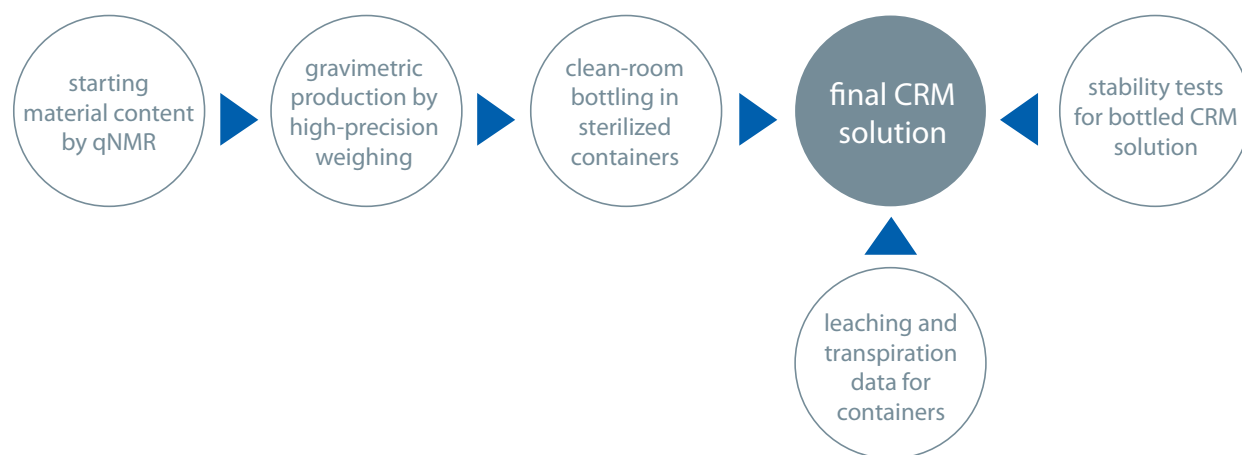 starting
material content
by qNMR
gravimetric
production by
high-precision
weighing
clean-room
bottling in
sterilized
containers
final CRM
solution
stability tests
for bottled CRM
solution
leaching and
transpiration
data for
containers